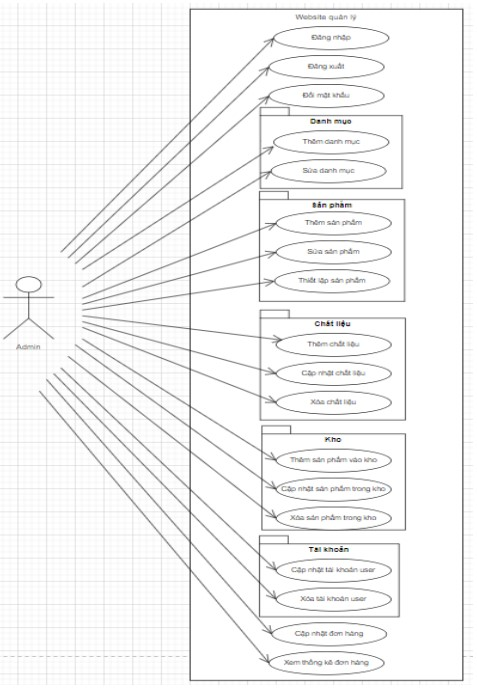 Website quản lý
Đăng nhập
Đăng xuất
Đổi mật khẩu
Danh mục
Thêm danh mục
Sửa danh mục
Sản phẩm
Thêm sản phẩm
Sửa sản phẩm
Thiết lập sản phẩm
Admin
Chất liệu
Thêm chất liệu
Cập nhật chất liệu
Xóa chất liệu
Kho
Thêm sản phẩm vào kho
Cập nhật sản phẩm trong kho
Xóa sản phẩm trong kho
Tài khoản
Cập nhật tài khoản user
Xóa tài khoản user
Cập nhật đơn hàng
Xem thống kê đơn hàng